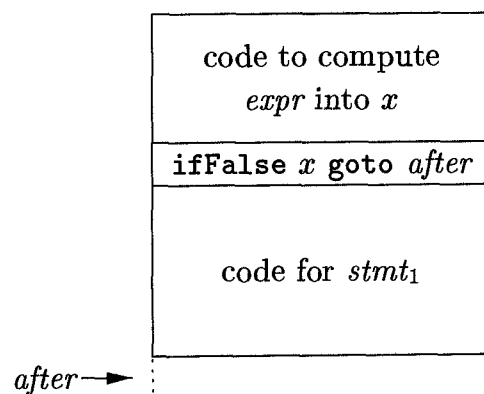 code to compute
expr into x
ifFalse x goto after
code for stmt₁
after